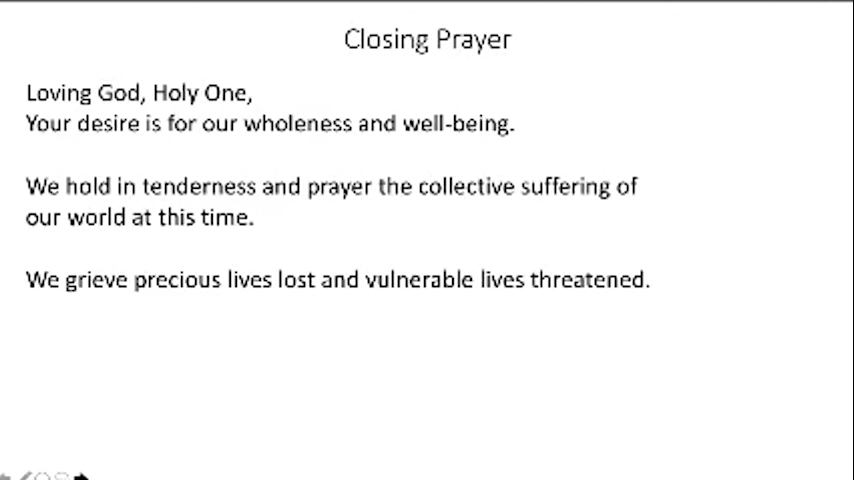 Closing Prayer
Loving God, Holy One,
Your desire is for our wholeness and well-being.
We hold in tenderness and prayer the collective suffering of
our world at this time.
We grieve precious lives lost and vulnerable lives threatened.